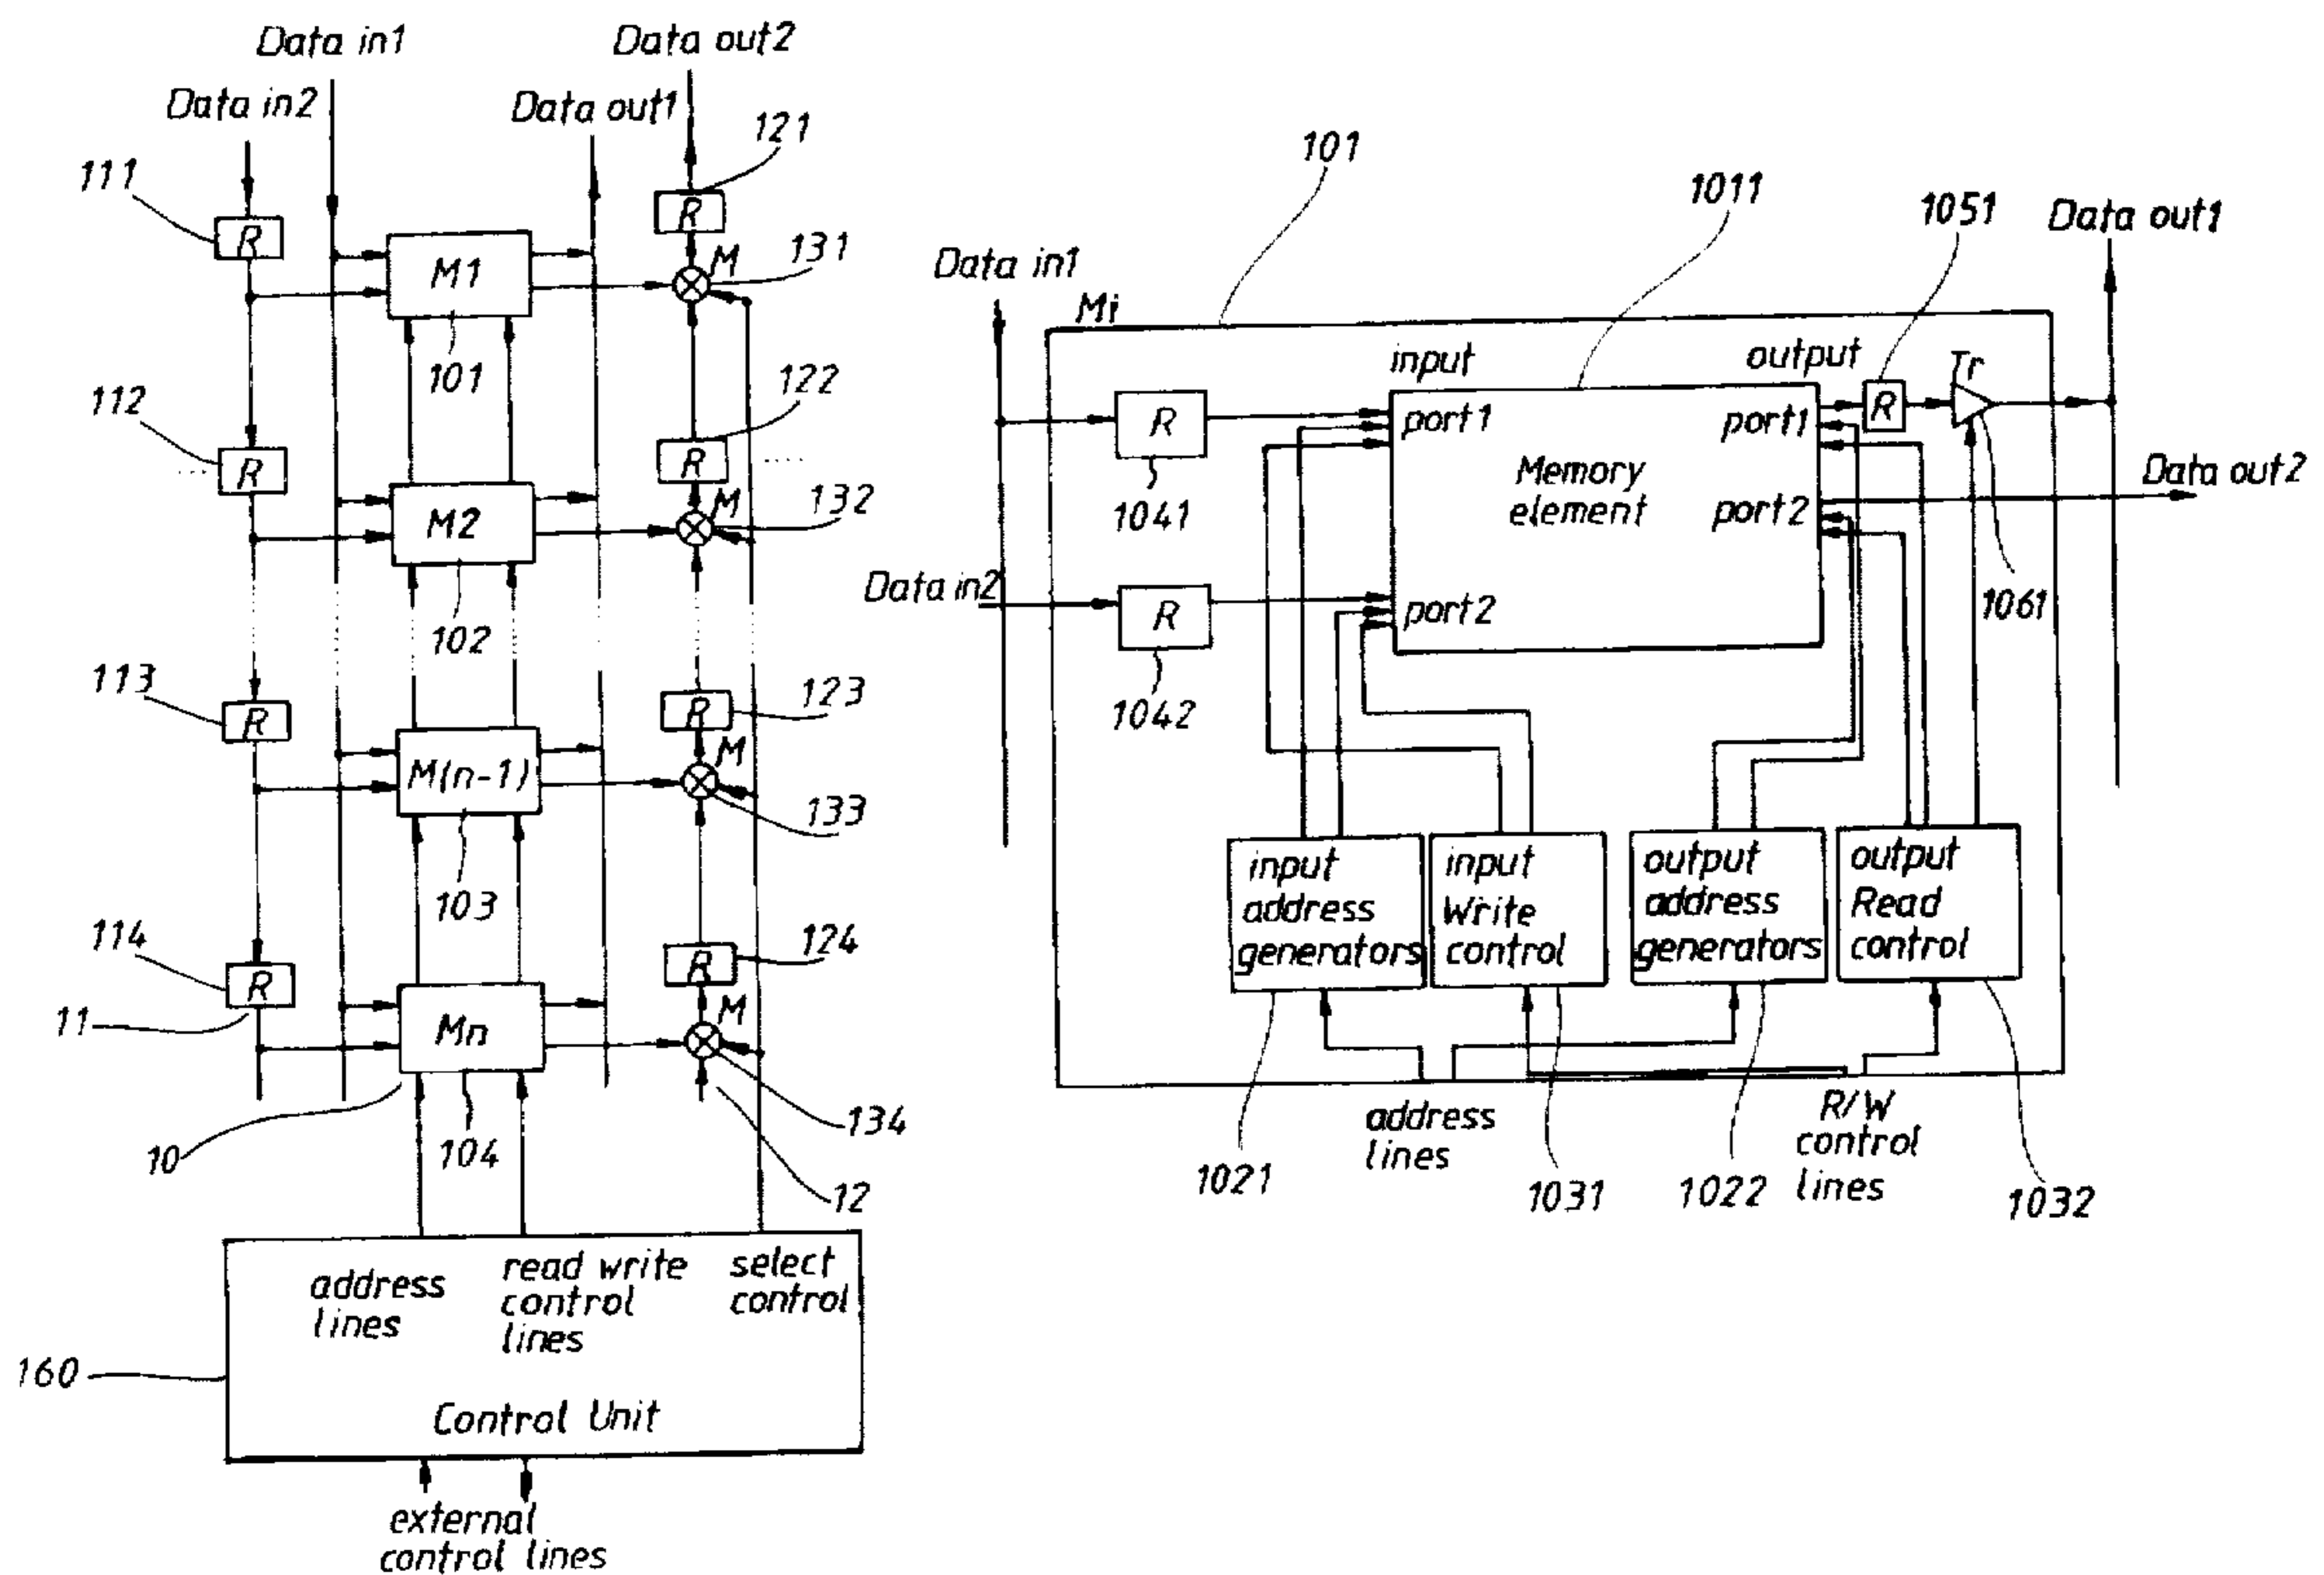 Data in1
Data out2
Data in2
Data out1
121
111
R
R
M
131
M1
101
122
112
R
R
M
132
M2
102
113
123
R
R
M
M(n-1)
133
103
114
124
R
R
11
M
Mn
134
10
104
12
address
lines
read write
control
lines
select
control
160
Control Unit
external
control lines
101
1011
1051
Data out1
Data in1
Mi
input
output
Tr
R
port1
port1
R
Memory
element
Data out2
1041
port2
Data in2
R
port2
1061
1042
input
address
generators
input
Write
control
output
address
generators
output
Read
control
address
lines
R/W
control
lines
1021
1031
1022
1032